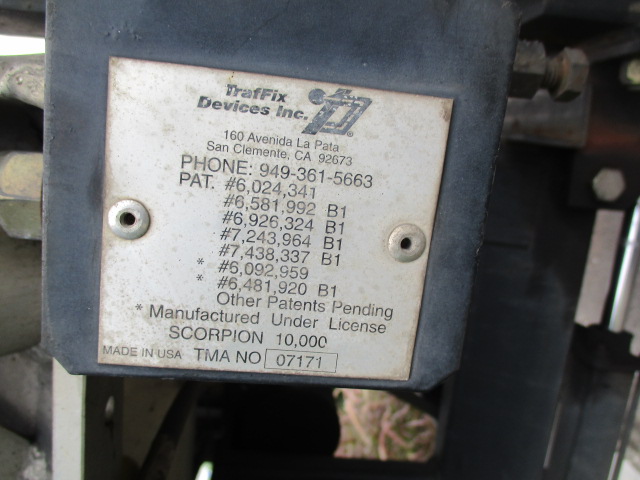 TrafFix
Devices Inc.
160 Avenida La Pata
San Clemente, CA 92673
PHONE: 949-361-5663
PAT. #6,024,341
#6,581,992 B1
#6,926,324 B1
#7,243,964 B1
#7,438,337 B1
* #6,092,959
* #6,481,920 B1
Other Patents Pending
* Manufactured Under License
SCORPION 10,000
MADE IN USA TMA NO 07171